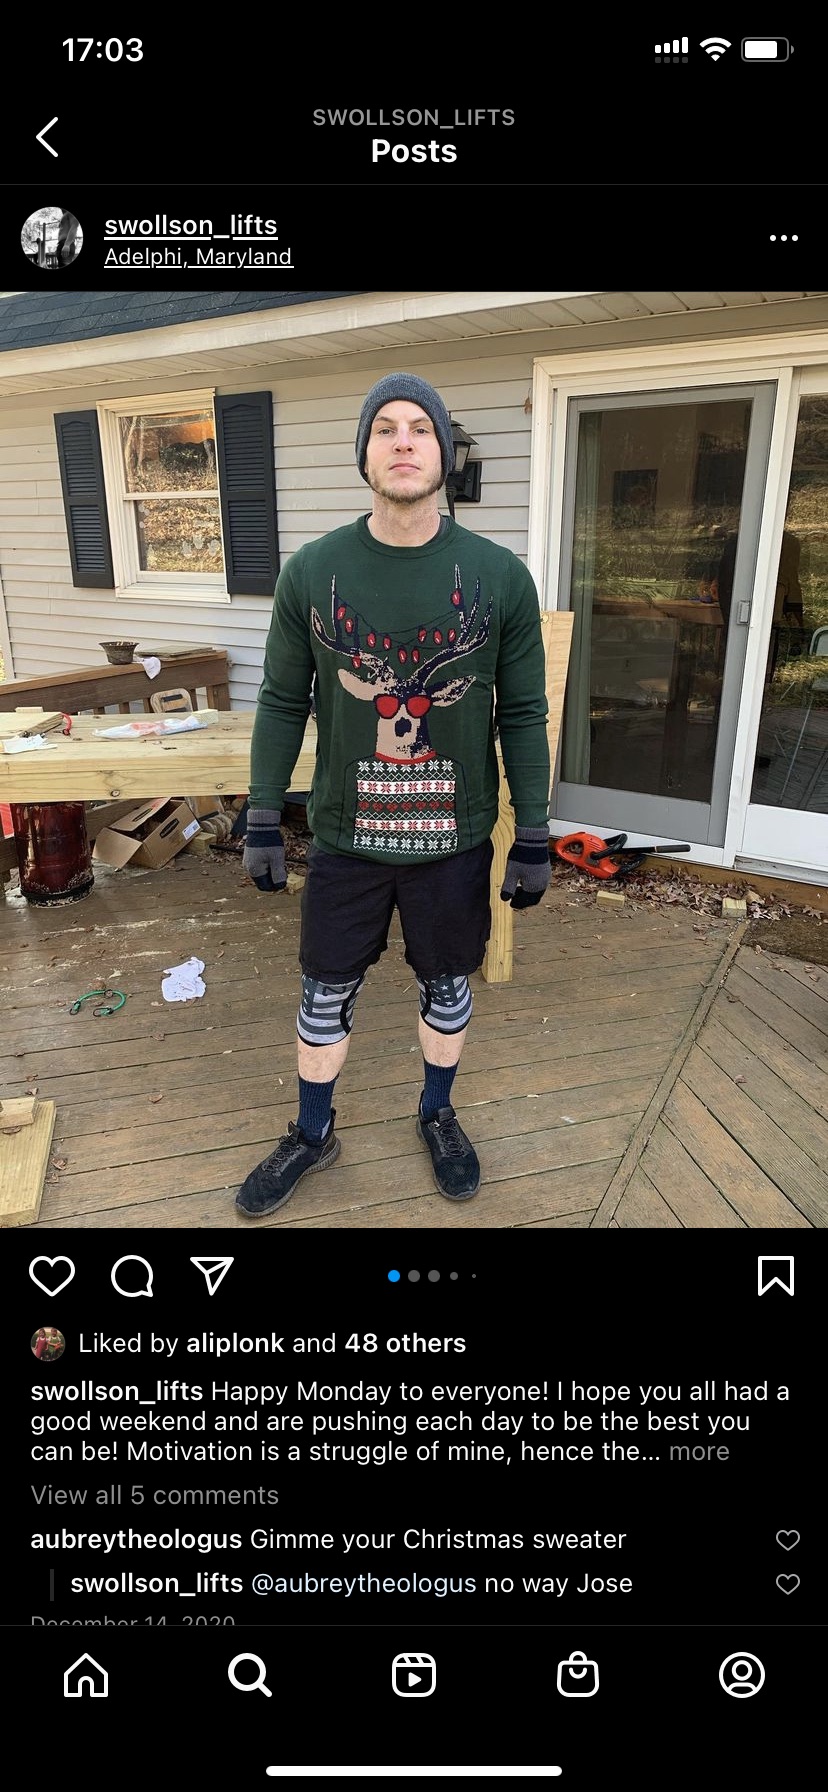 17:03
SWOLLSON_LIFTS
Posts
swollson_lifts
Adelphi, Maryland
Liked by aliplonk and 48 others
swollson_lifts Happy Monday to everyone! I hope you all had a
good weekend and are pushing each day to be the best you
can be! Motivation is a struggle of mine, hence the... more
View all 5 comments
aubreytheologus Gimme your Christmas sweater
swollson_lifts @aubreytheologus no way Jose
December 14, 2020